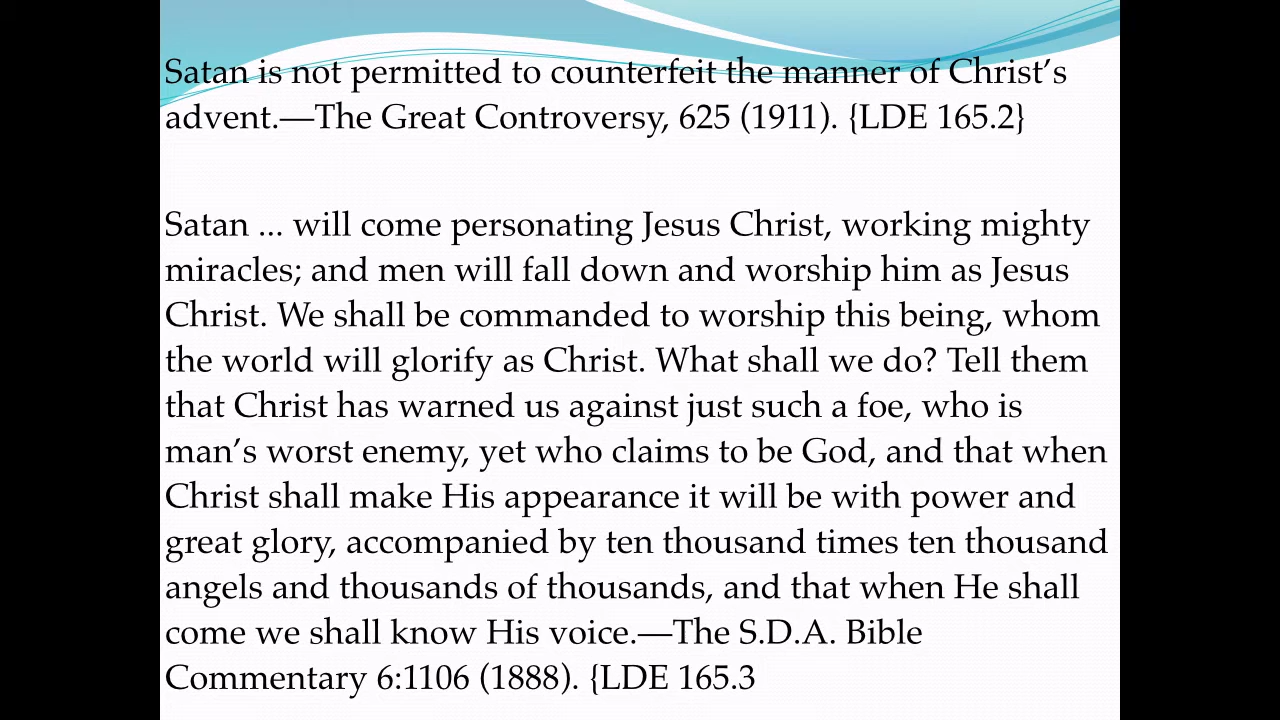 Satan is not permitted to counterfeit the manner of Christ’s
advent.—The Great Controversy, 625 (1911). {LDE 165.2}
Satan ... will come personating Jesus Christ, working mighty
miracles; and men will fall down and worship him as Jesus
Christ. We shall be commanded to worship this being, whom
the world will glorify as Christ. What shall we do? Tell them
that Christ has warned us against just such a foe, who is
man’s worst enemy, yet who claims to be God, and that when
Christ shall make His appearance it will be with power and
great glory, accompanied by ten thousand times ten thousand
angels and thousands of thousands, and that when He shall
come we shall know His voice.—The S.D.A. Bible
Commentary 6:1106 (1888). {LDE 165.3